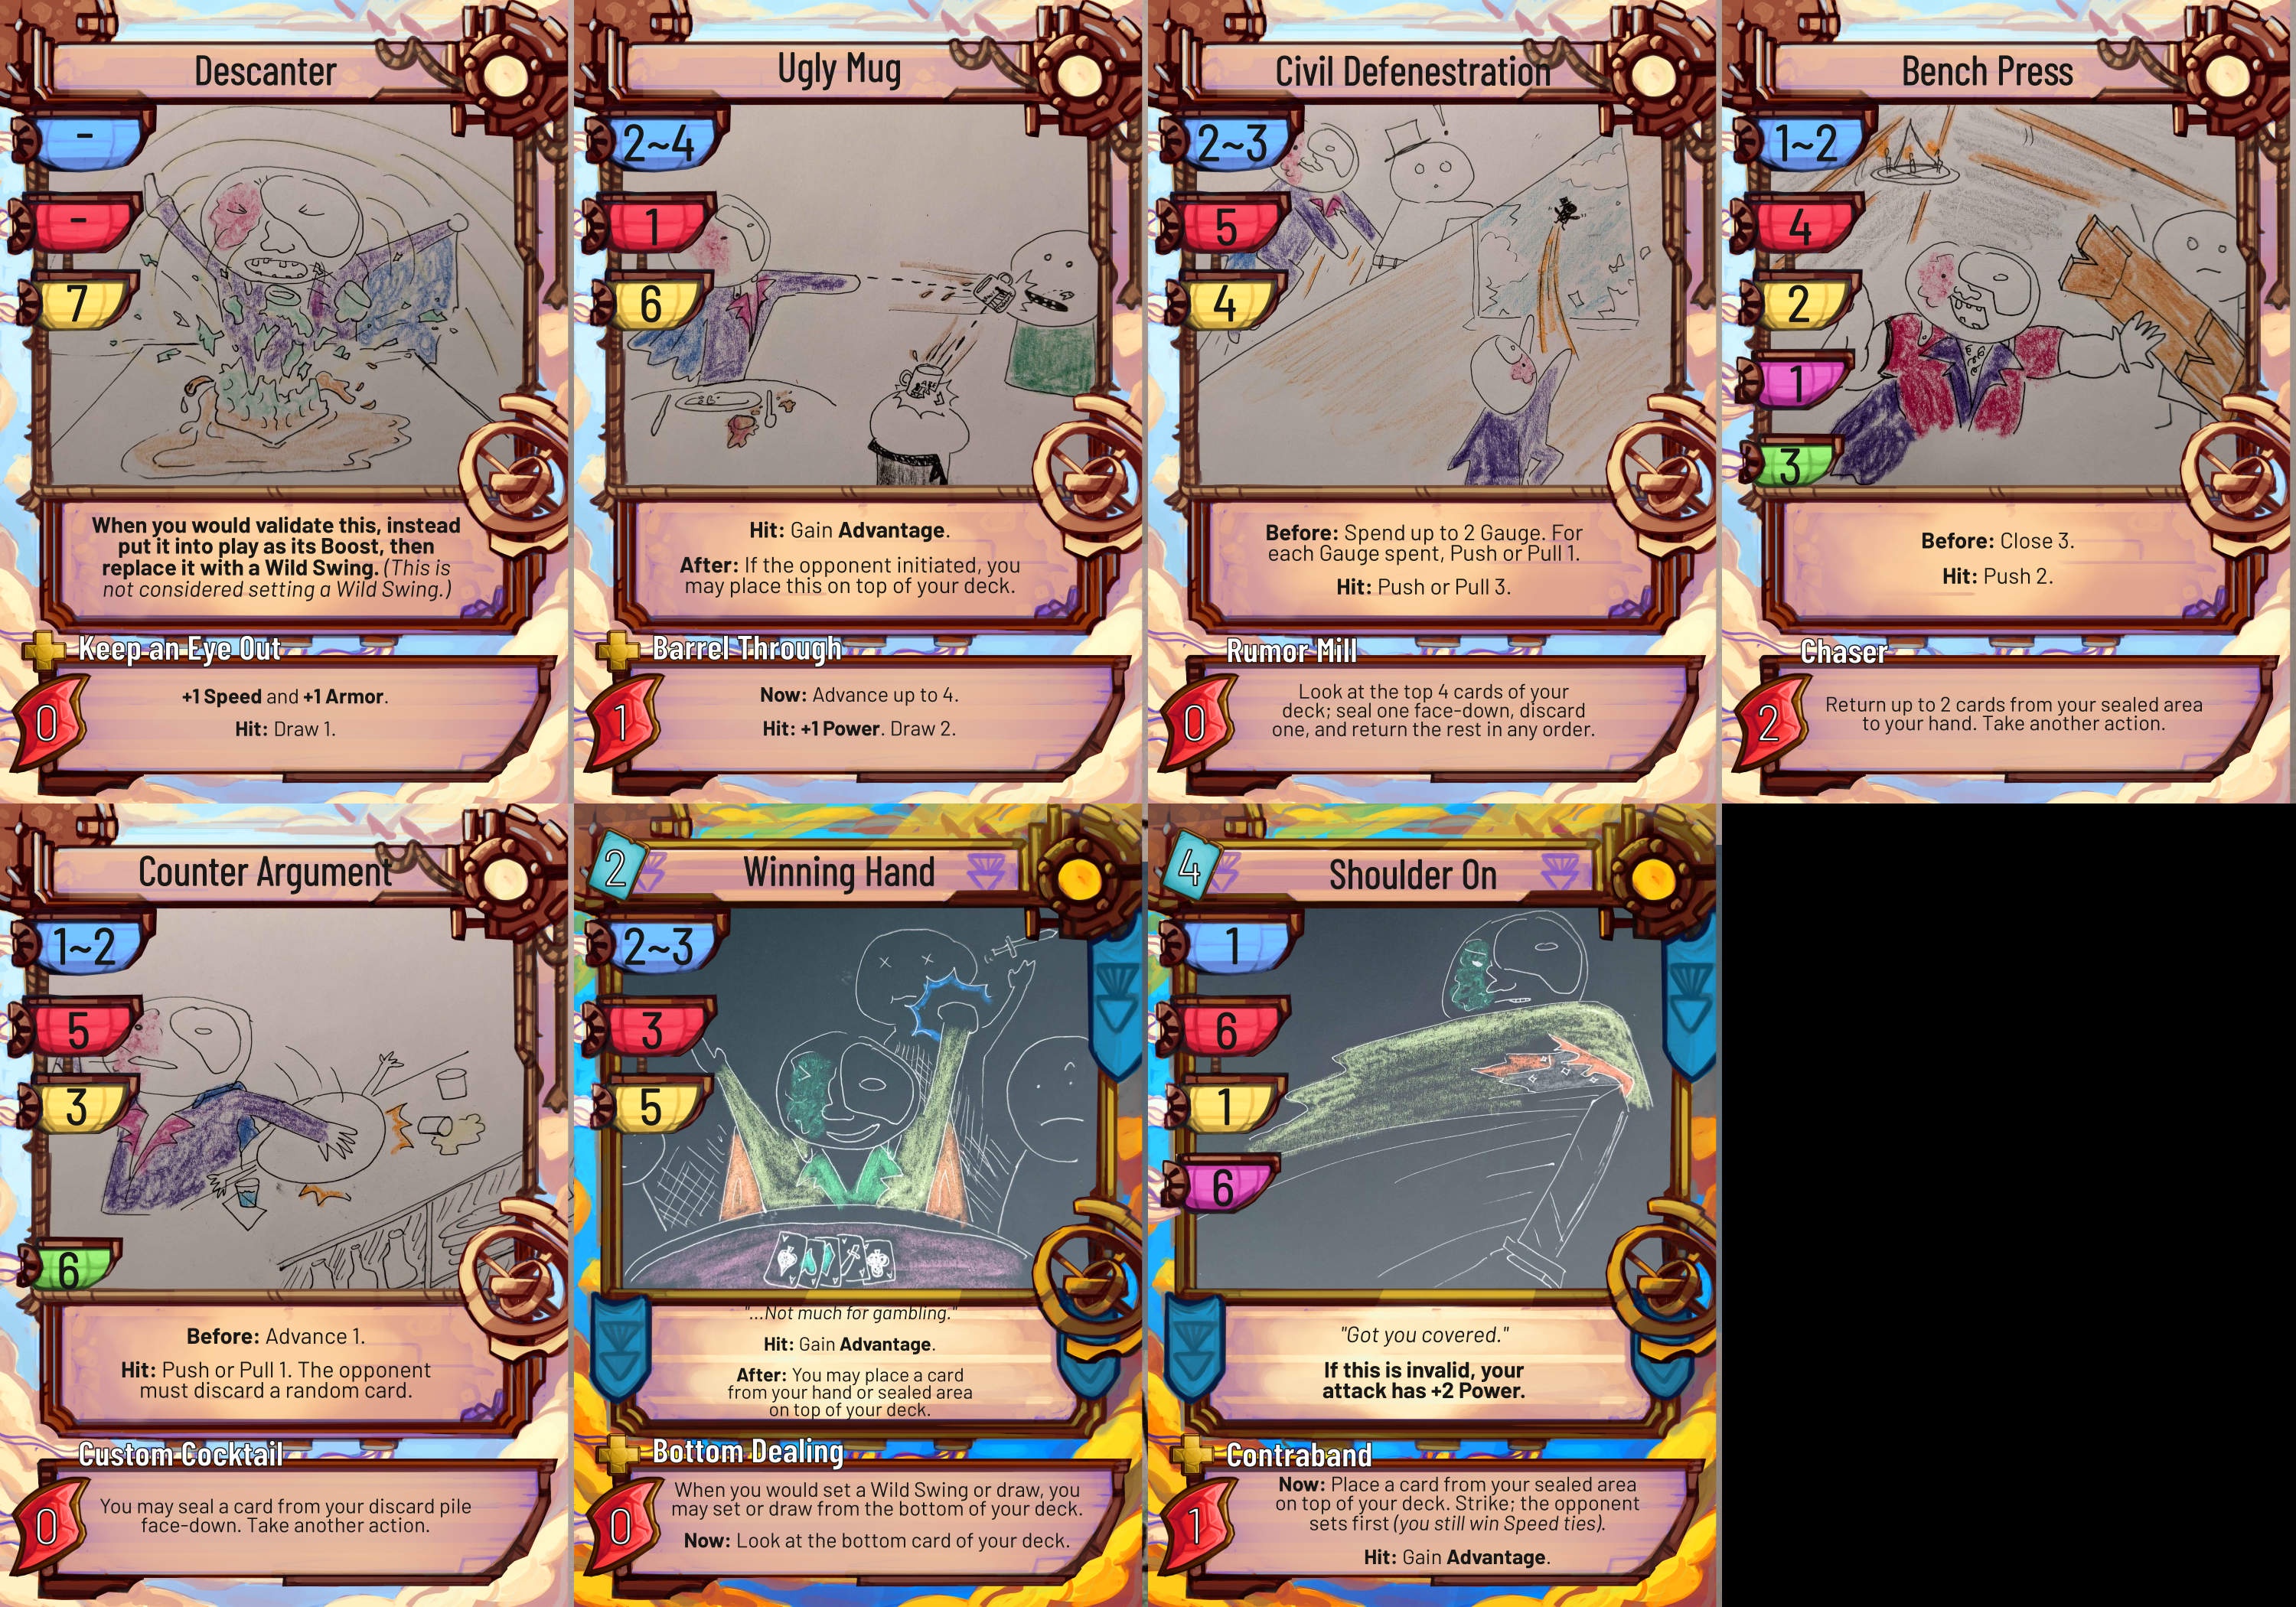 Descanter
-
-
7
When you would validate this, instead
put it into play as its Boost, then
replace it with a Wild Swing. (This is
not considered setting a Wild Swing.)
Keep an Eye Out
0
+1 Speed and +1 Armor.
Hit: Draw 1.
Ugly Mug
2~4
1
6
Hit: Gain Advantage.
After: If the opponent initiated, you
may place this on top of your deck.
Barrel Through
1
Now: Advance up to 4.
Hit: +1 Power. Draw 2.
Civil Defenestration
2~3
5
4
Before: Spend up to 2 Gauge. For
each Gauge spent, Push or Pull 1.
Hit: Push or Pull 3.
Rumor Mill
0
Look at the top 4 cards of your
deck; seal one face-down, discard
one, and return the rest in any order.
Bench Press
1~2
4
2
1
3
Before: Close 3.
Hit: Push 2.
Chaser
2
Return up to 2 cards from your sealed area
to your hand. Take another action.
Counter Argument
1~2
5
3
6
Before: Advance 1.
Hit: Push or Pull 1. The opponent
must discard a random card.
Custom Cocktail
0
You may seal a card from your discard pile
face-down. Take another action.
2
Winning Hand
2~3
3
5
"...Not much for gambling."
Hit: Gain Advantage.
After: You may place a card
from your hand or sealed area
on top of your deck.
Bottom Dealing
0
When you would set a Wild Swing or draw, you
may set or draw from the bottom of your deck.
Now: Look at the bottom card of your deck.
4
Shoulder On
1
6
1
6
"Got you covered."
If this is invalid, your
attack has +2 Power.
Contraband
1
Now: Place a card from your sealed area
on top of your deck. Strike; the opponent
sets first (you still win Speed ties).
Hit: Gain Advantage.